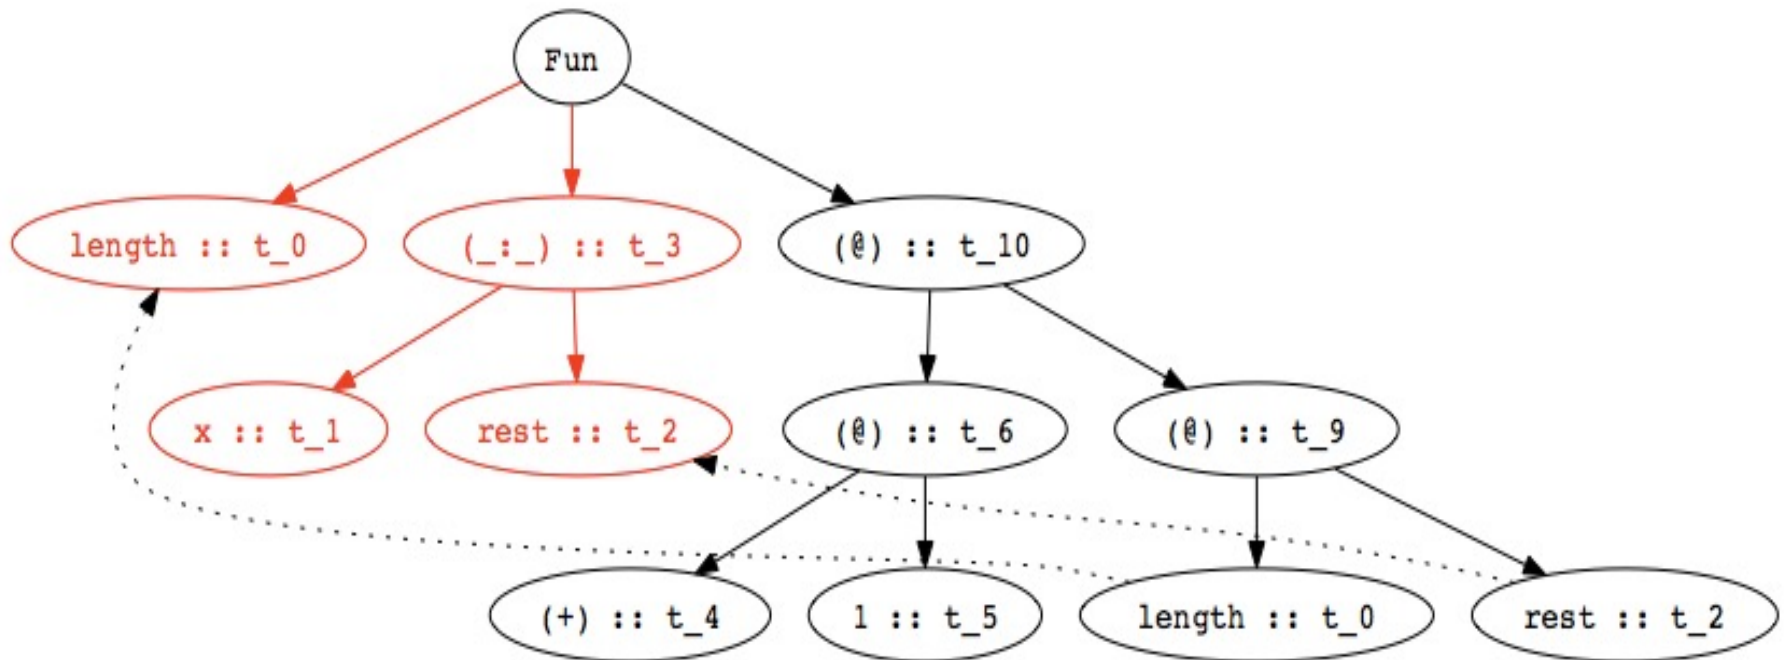 Fun
length :: t_0
(_:_) :: t_3
(@) :: t_10
x :: t_1
rest :: t_2
(@) :: t_6
(@) :: t_9
(+) :: t_4
1 :: t_5
length :: t_0
rest :: t_2